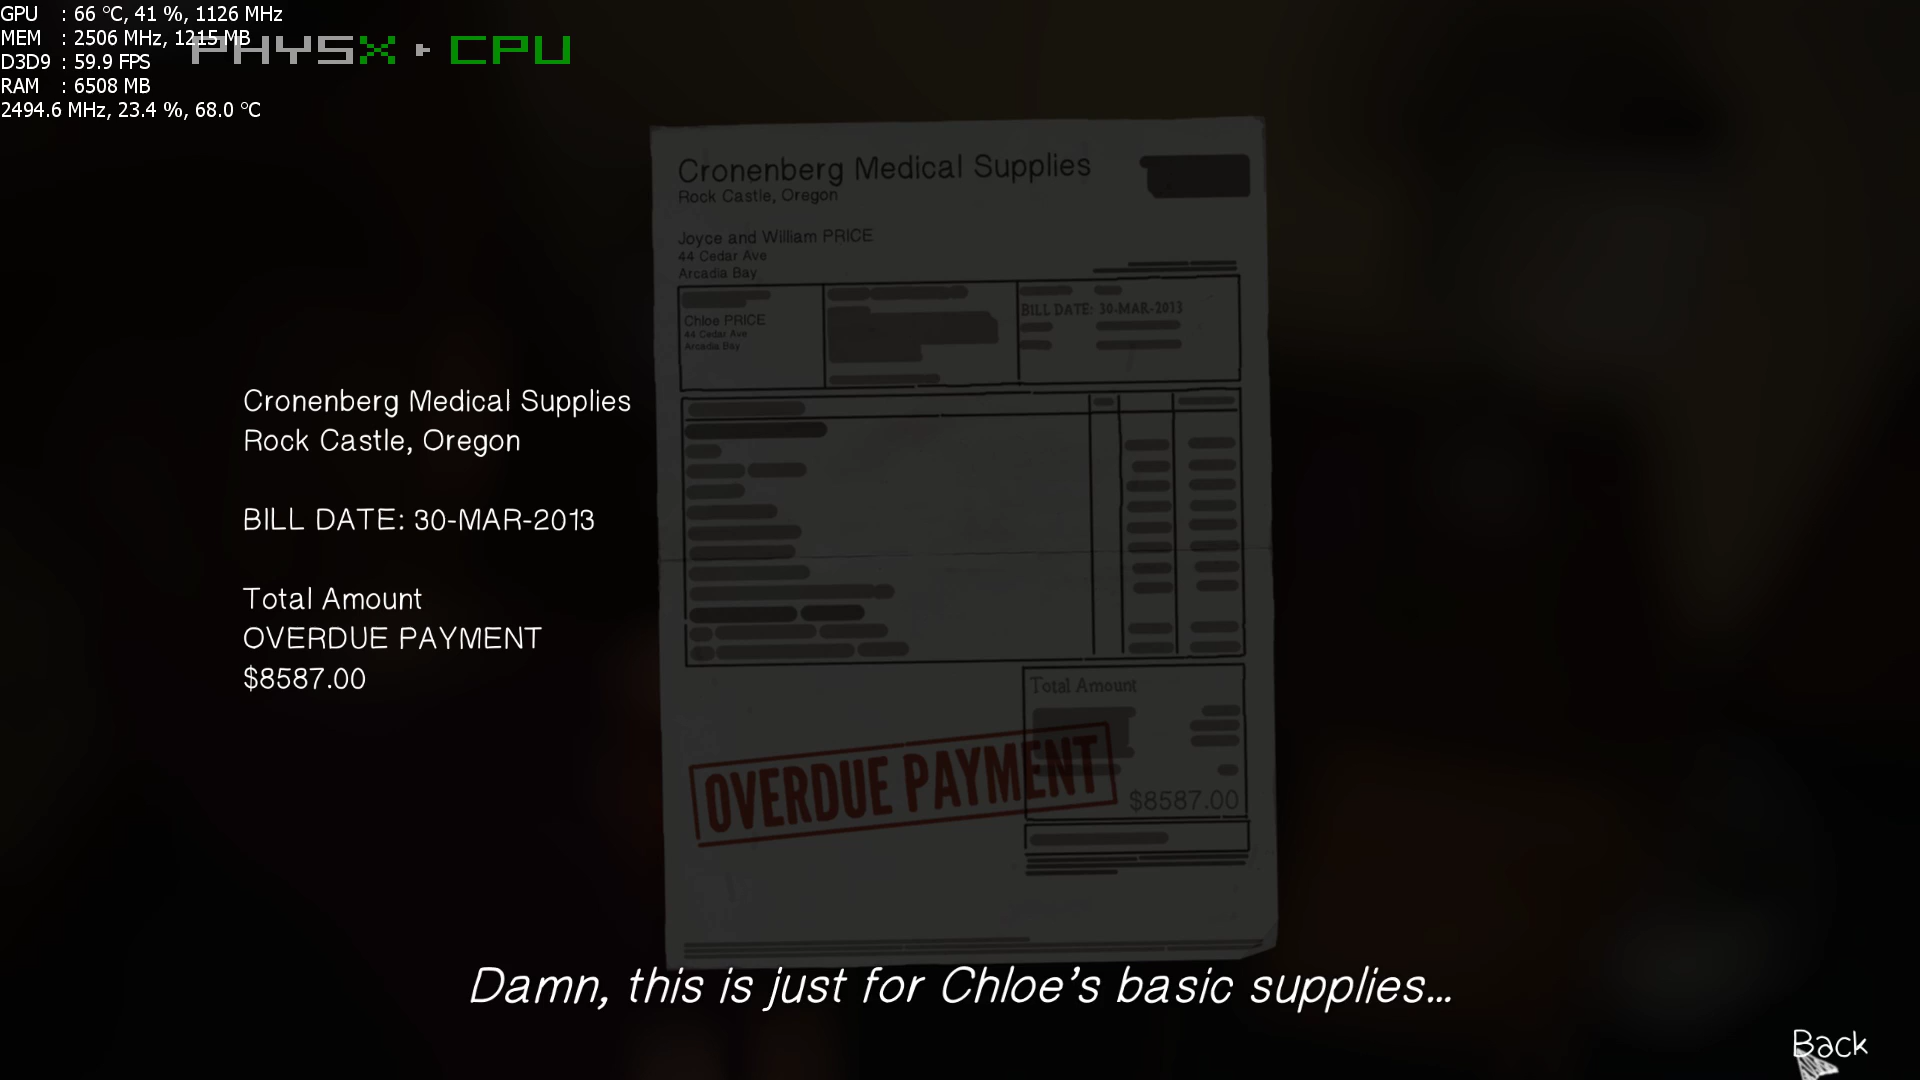 GPU : 66 °C, 41 %, 1126 MHz
MEM : 2506 MHz, 1215 MB
D3D9 : 59.9 FPS
RAM : 6508 MB
2494.6 MHz, 23.4 %, 68.0 °C
PHYSX CPU
Cronenberg Medical Supplies
Rock Castle, Oregon
Joyce and William PRICE
44 Cedar Ave
Arcadia Bay
Chloe PRICE
44 Cedar Ave
Arcadia Bay
BILL DATE: 30-MAR-2013
Total Amount
OVERDUE PAYMENT
$8587.00
Cronenberg Medical Supplies
Rock Castle, Oregon
BILL DATE: 30-MAR-2013
Total Amount
OVERDUE PAYMENT
$8587.00
Damn, this is just for Chloe's basic supplies...
Back